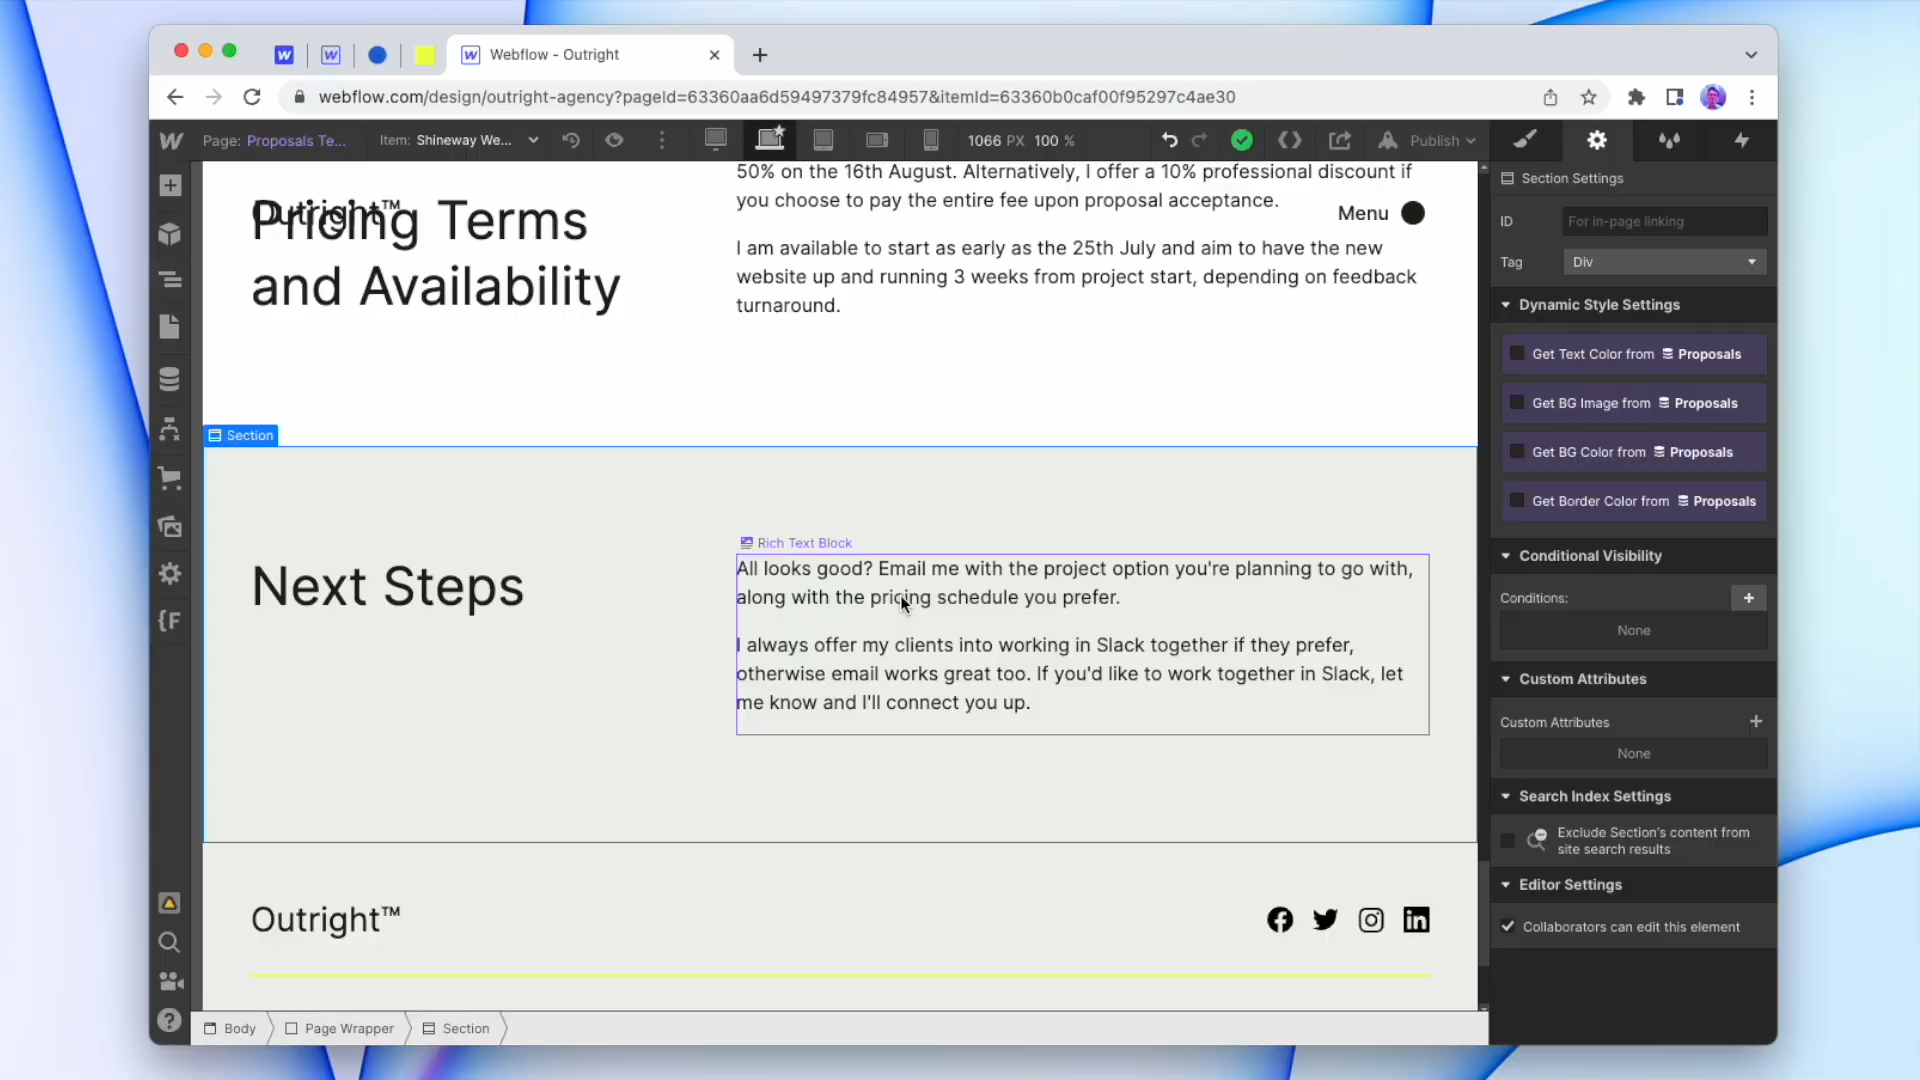 Webflow - Outright
webflow.com/design/outright-agency?pageId=63360aa6d59497379fc84957&itemId=63360b0caf00f95297c4ae30
Page: Proposals Te...
Item: Shineway We...
1066 PX 100 %
Publish
50% on the 16th August. Alternatively, I offer a 10% professional discount if
you choose to pay the entire fee upon proposal acceptance.
Outright™
Menu
Pricing Terms
and Availability
I am available to start as early as the 25th July and aim to have the new
website up and running 3 weeks from project start, depending on feedback
turnaround.
Section
Next Steps
Rich Text Block
All looks good? Email me with the project option you're planning to go with,
along with the pricing schedule you prefer.
I always offer my clients into working in Slack together if they prefer,
otherwise email works great too. If you'd like to work together in Slack, let
me know and I'll connect you up.
Outright™
Body
Page Wrapper
Section
Section Settings
ID
For in-page linking
Tag
Div
Dynamic Style Settings
Get Text Color from Proposals
Get BG Image from Proposals
Get BG Color from Proposals
Get Border Color from Proposals
Conditional Visibility
Conditions:
None
Custom Attributes
Custom Attributes
None
Search Index Settings
Exclude Section's content from
site search results
Editor Settings
Collaborators can edit this element